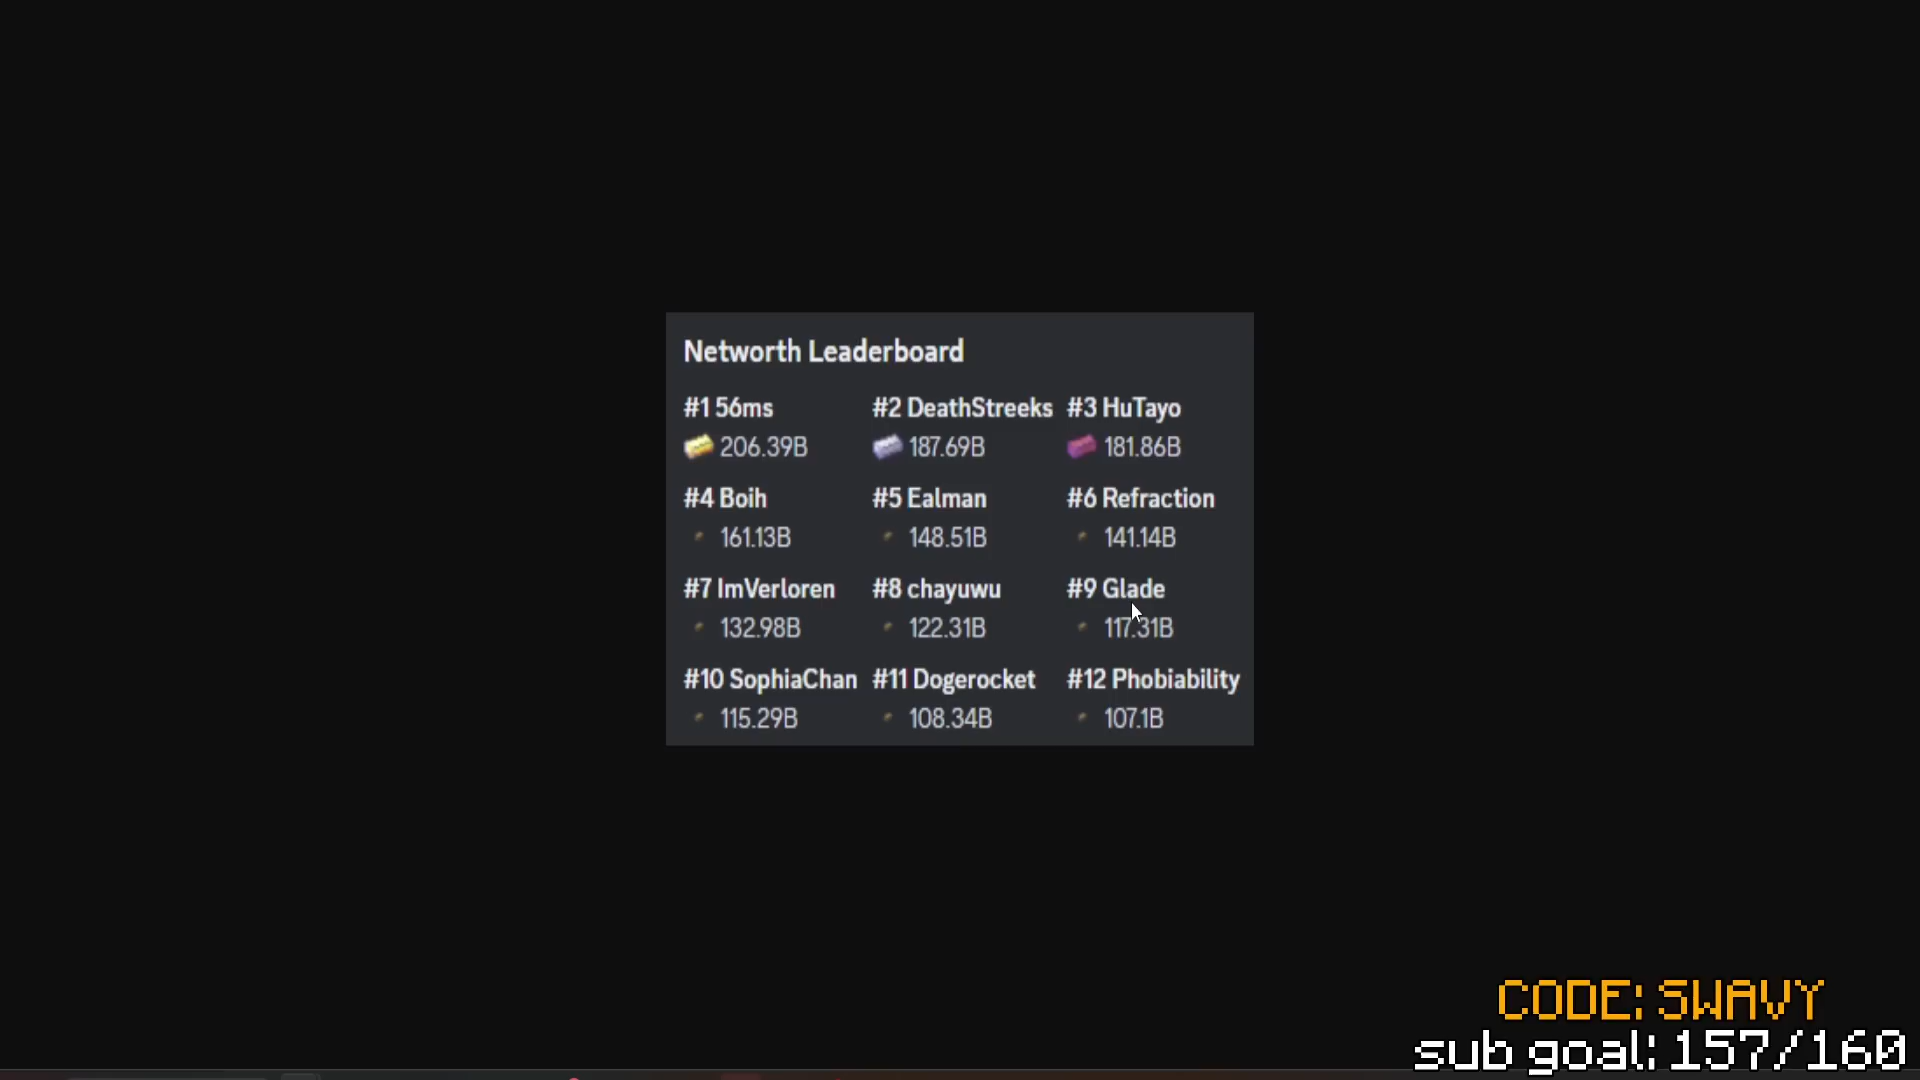 Networth Leaderboard
#1 56ms #2 DeathStreeks #3 HuTayo
206.39B 187.69B 181.86B
#4 Boih #5 Ealman #6 Refraction
161.13B 148.51B 141.14B
#7 ImVerloren #8 chayuwu #9 Glade
132.98B 122.31B 117.31B
#10 SophiaChan #11 Dogerocket #12 Phobiability
115.29B 108.34B 107.1B
CODE: SWAVY
sub goal: 157/160